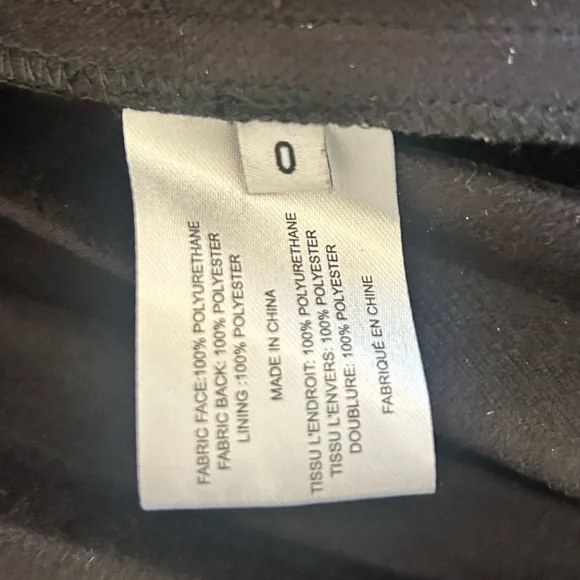 0
FABRIC FACE:100% POLYURETHANE
FABRIC BACK: 100% POLYESTER
LINING :100% POLYESTER
MADE IN CHINA
TISSU L'ENDROIT: 100% POLYURETHANE
TISSU L'ENVERS: 100% POLYESTER
DOUBLURE: 100% POLYESTER
FABRIQUÉ EN CHINE